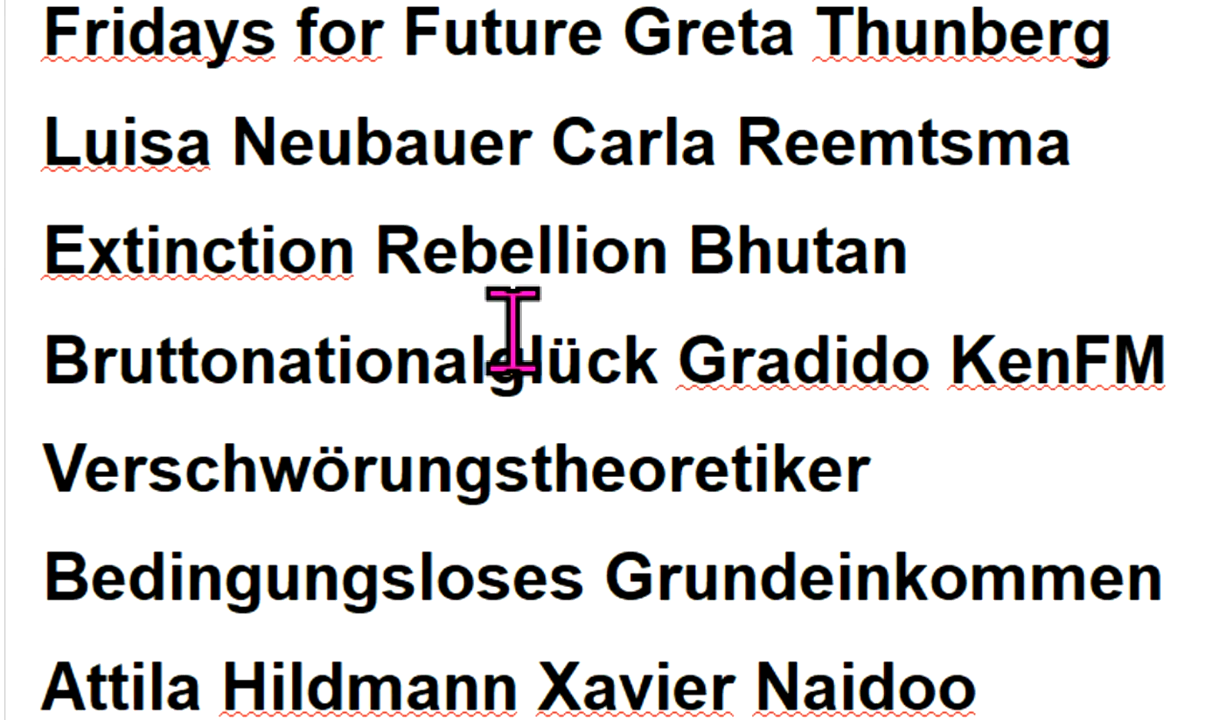 Fridays for Future Greta Thunberg
Luisa Neubauer Carla Reemtsma
Extinction Rebellion Bhutan
Bruttonationalglück Gradido KenFM
Verschwörungstheoretiker
Bedingungsloses Grundeinkommen
Attila Hildmann Xavier Naidoo